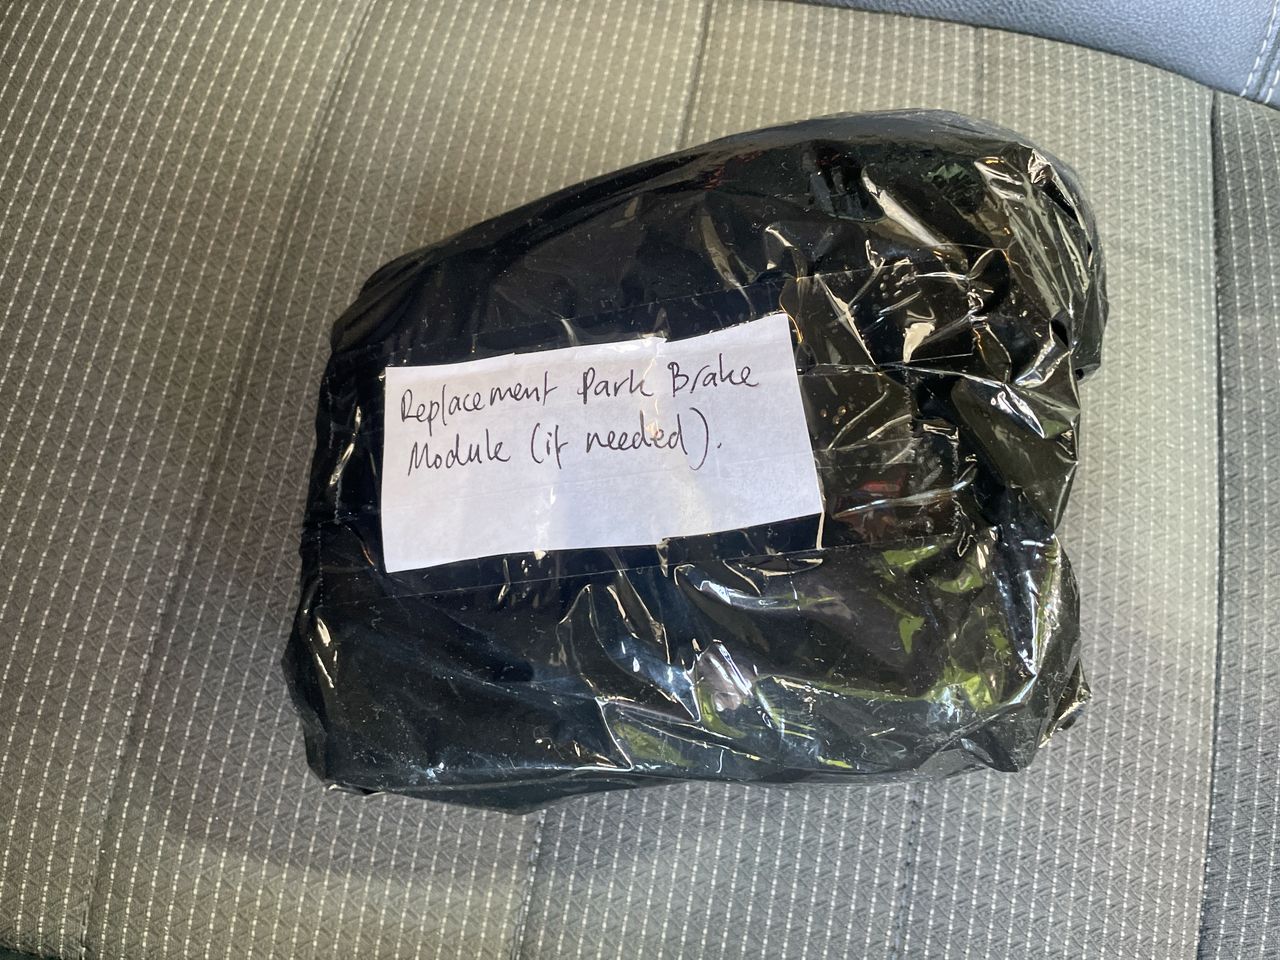 Replacement Park Brake
Module (if needed).